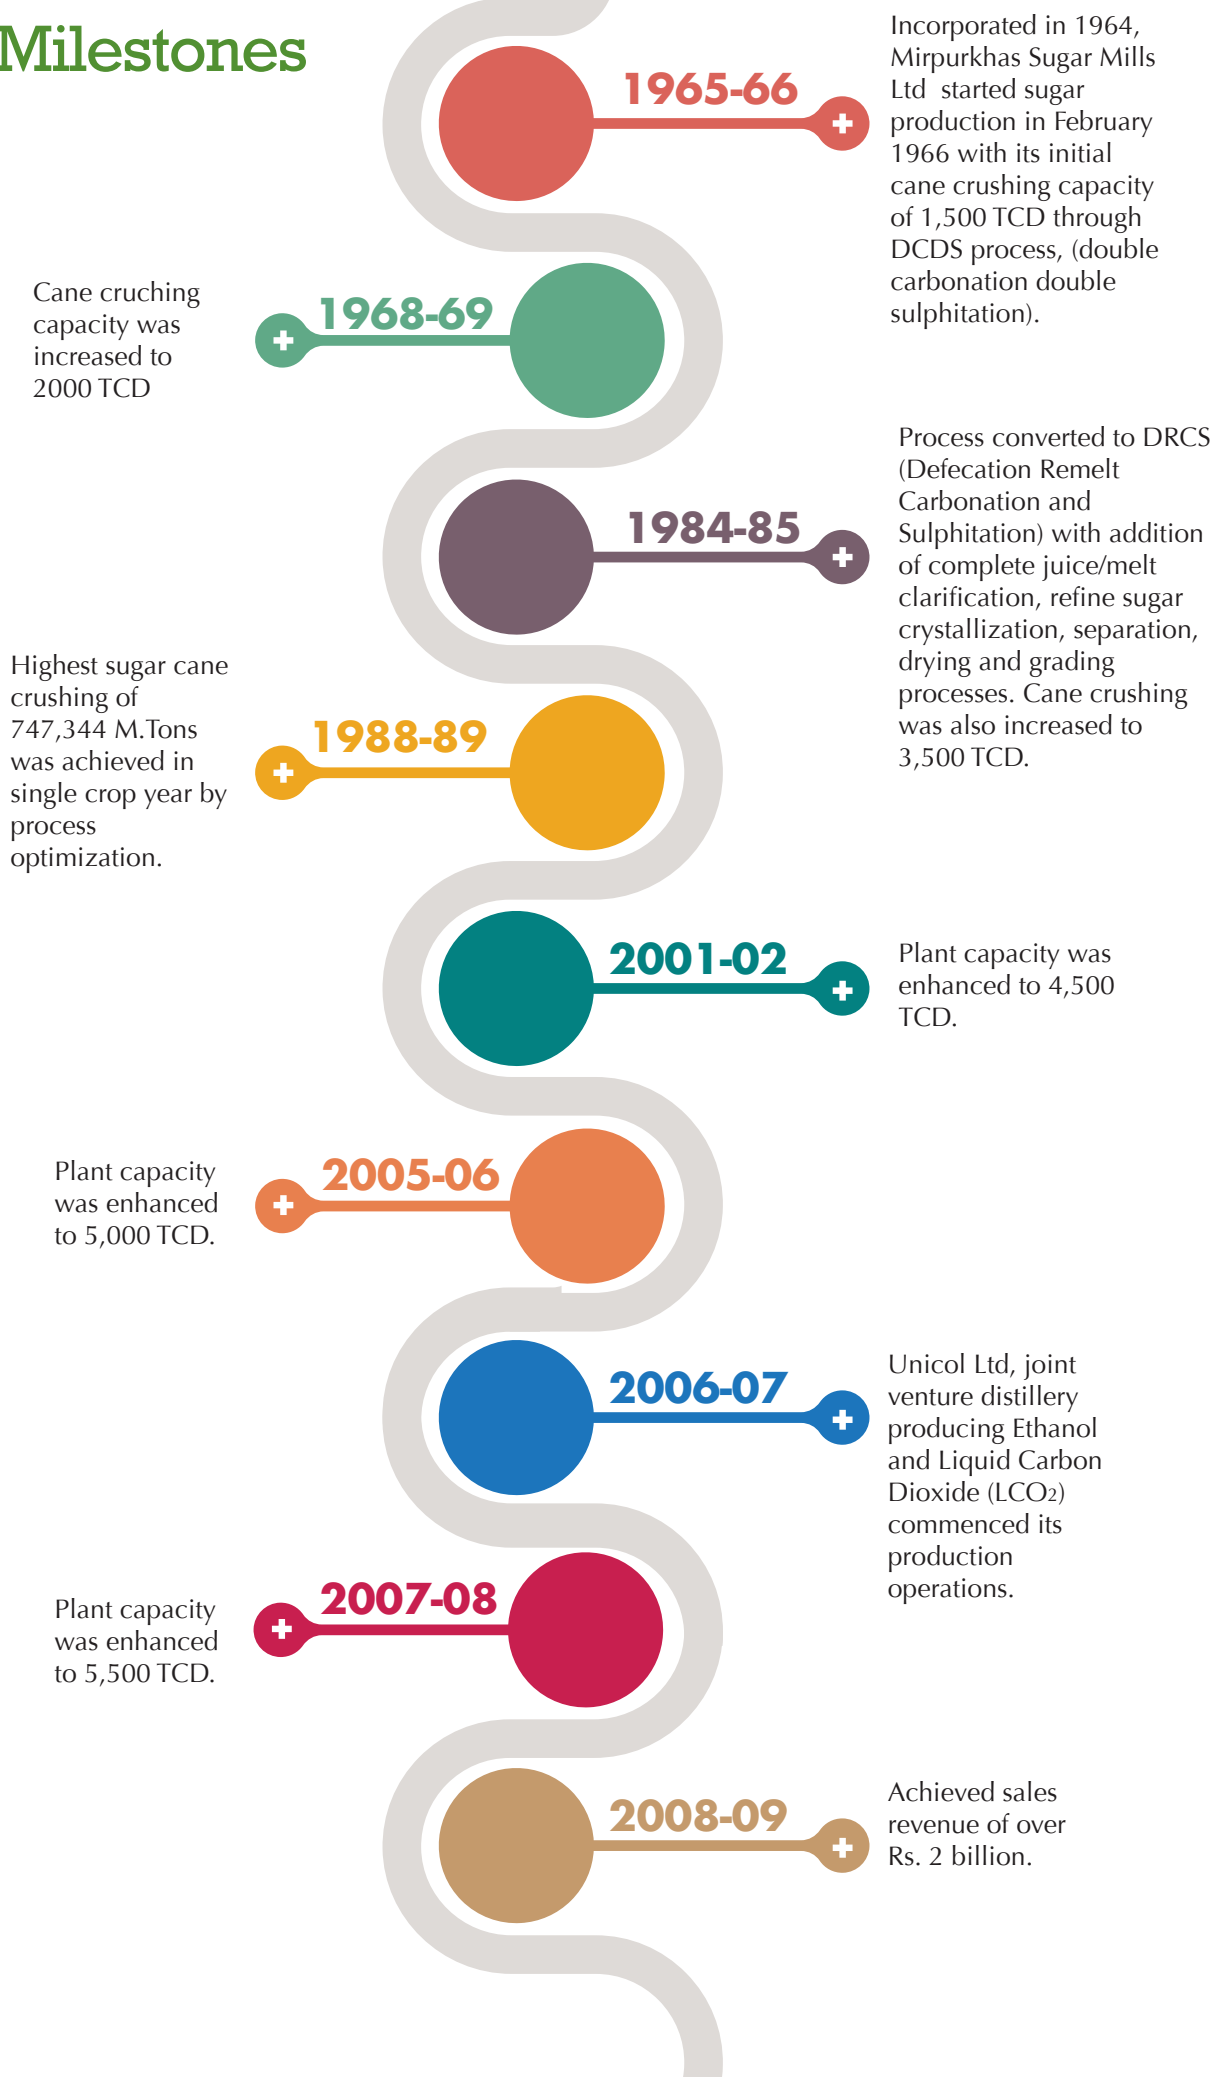 Milestones
1965-66
Incorporated in 1964,
Mirpurkhas Sugar Mills
Ltd started sugar
production in February
1966 with its initial
cane crushing capacity
of 1,500 TCD through
DCDS process, (double
carbonation double
sulphitation).
1968-69
Cane cruching
capacity was
increased to
2000 TCD
1984-85
Process converted to DRCS
(Defecation Remelt
Carbonation and
Sulphitation) with addition
of complete juice/melt
clarification, refine sugar
crystallization, separation,
drying and grading
processes. Cane crushing
was also increased to
3,500 TCD.
1988-89
Highest sugar cane
crushing of
747,344 M.Tons
was achieved in
single crop year by
process
optimization.
2001-02
Plant capacity was
enhanced to 4,500
TCD.
2005-06
Plant capacity
was enhanced
to 5,000 TCD.
2006-07
Unicol Ltd, joint
venture distillery
producing Ethanol
and Liquid Carbon
Dioxide (LCO2)
commenced its
production
operations.
2007-08
Plant capacity
was enhanced
to 5,500 TCD.
2008-09
Achieved sales
revenue of over
Rs. 2 billion.